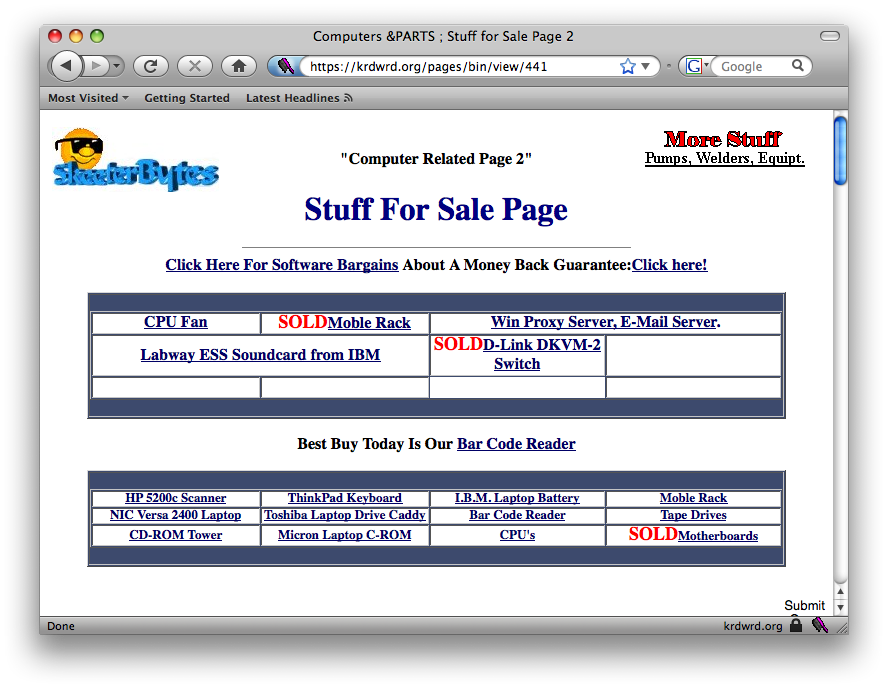 Computers &PARTS ; Stuff for Sale Page 2
https://krdwrd.org/pages/bin/view/441
G
Google
Most Visited
Getting Started
Latest Headlines
SkeeterBytes
"Computer Related Page 2"
More Stuff
Pumps, Welders, Equipt.
Stuff For Sale Page
Click Here For Software Bargains About A Money Back Guarantee:Click here!
CPU Fan
SOLDMoble Rack
Win Proxy Server, E-Mail Server.
Labway ESS Soundcard from IBM
SOLDD-Link DKVM-2
Switch
Best Buy Today Is Our Bar Code Reader
HP 5200c Scanner
ThinkPad Keyboard
I.B.M. Laptop Battery
Moble Rack
NIC Versa 2400 Laptop
Toshiba Laptop Drive Caddy
Bar Code Reader
Tape Drives
CD-ROM Tower
Micron Laptop C-ROM
CPU's
SOLDMotherboards
Submit
Done
krdwrd.org